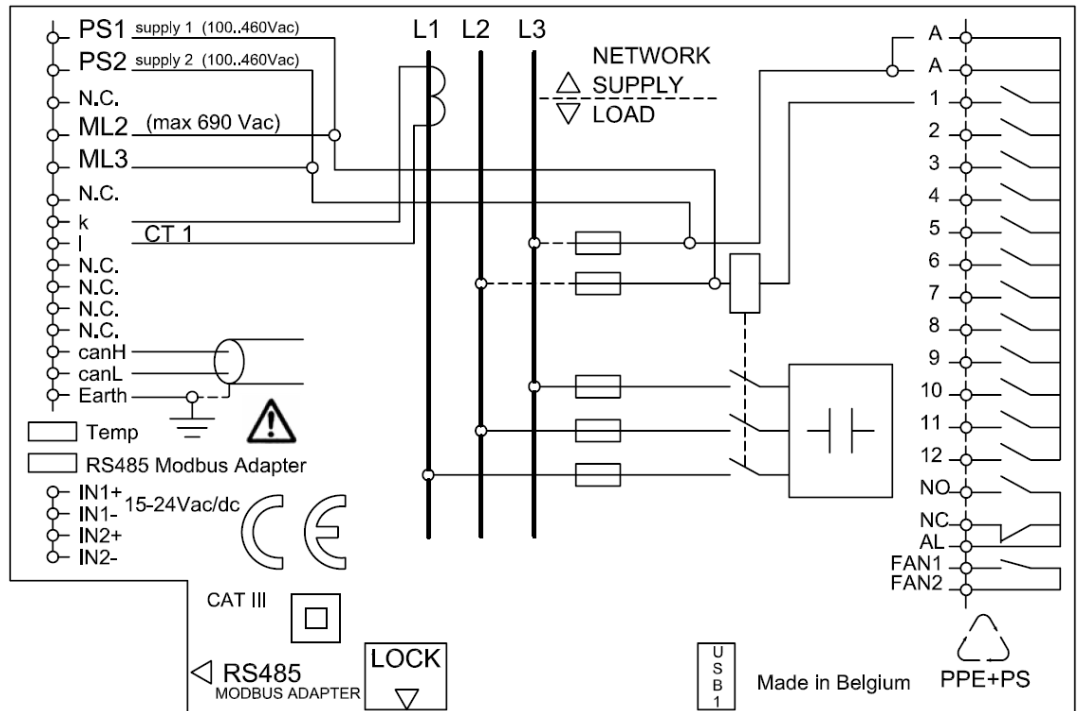 PS1 supply 1 (100..460Vac)
PS2 supply 2 (100..460Vac)
N.C.
ML2 (max 690 Vac)
ML3
N.C.
k
l
CT 1
N.C.
N.C.
N.C.
N.C.
canH
canL
Earth
Temp
RS485 Modbus Adapter
IN1+
IN1-
IN2+
IN2-
15-24Vac/dc
CE
CAT III
RS485
MODBUS ADAPTER
LOCK
L1 L2 L3
NETWORK
SUPPLY
LOAD
A
A
1
2
3
4
5
6
7
8
9
10
11
12
NO
NC
AL
FAN1
FAN2
USB1
Made in Belgium
PPE+PS